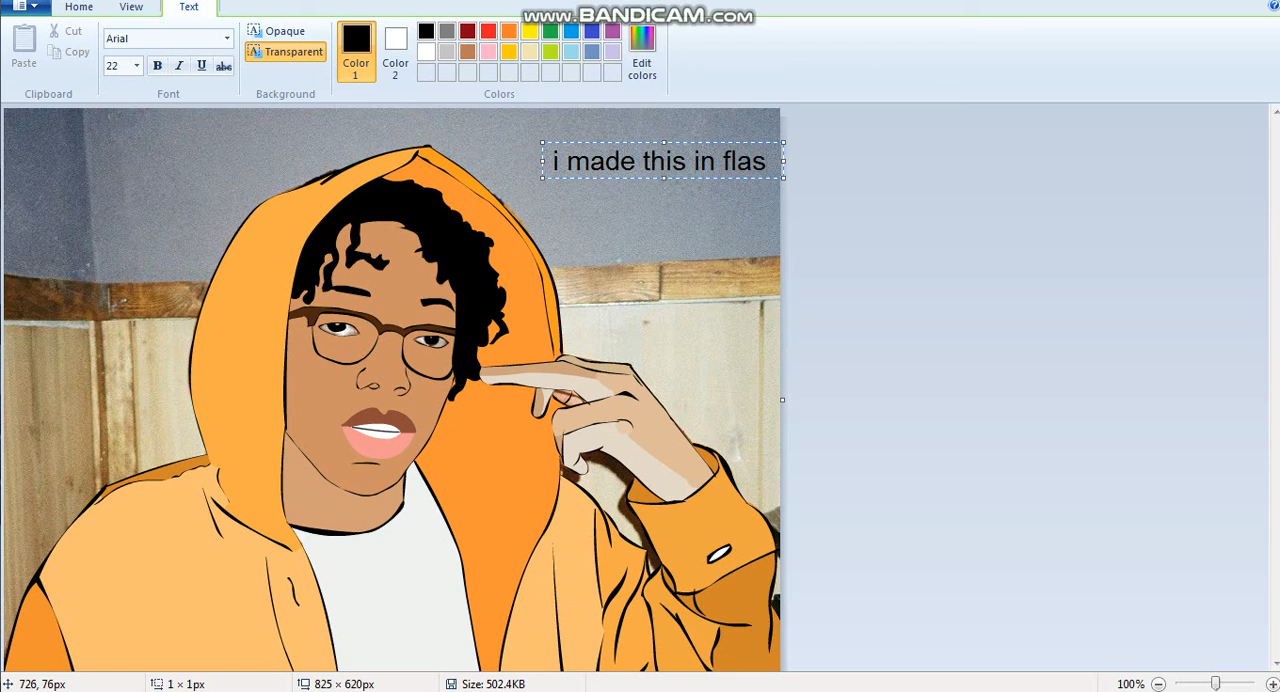 Home
View
Text
www.BANDICAM.com
Paste
Cut
Copy
Clipboard
Arial
22
B I U abc
Font
Opaque
Transparent
Background
Color 1
Color 2
Edit colors
Colors
i made this in flas
726, 76px
1 × 1px
825 × 620px
Size: 502.4KB
100%